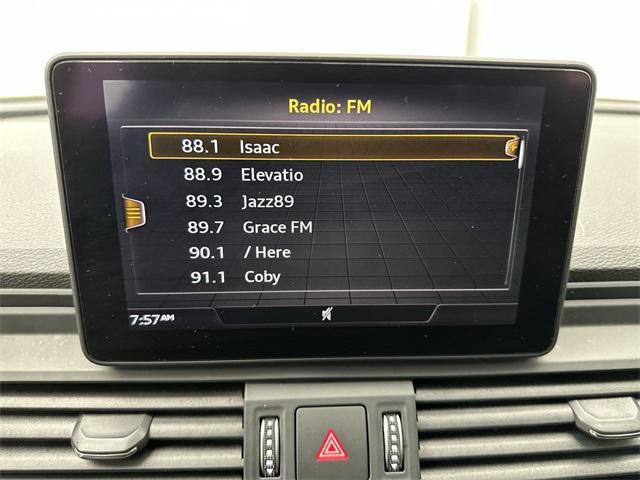 Radio: FM
88.1 Isaac
88.9 Elevatio
89.3 Jazz89
89.7 Grace FM
90.1 / Here
91.1 Coby
7:57AM